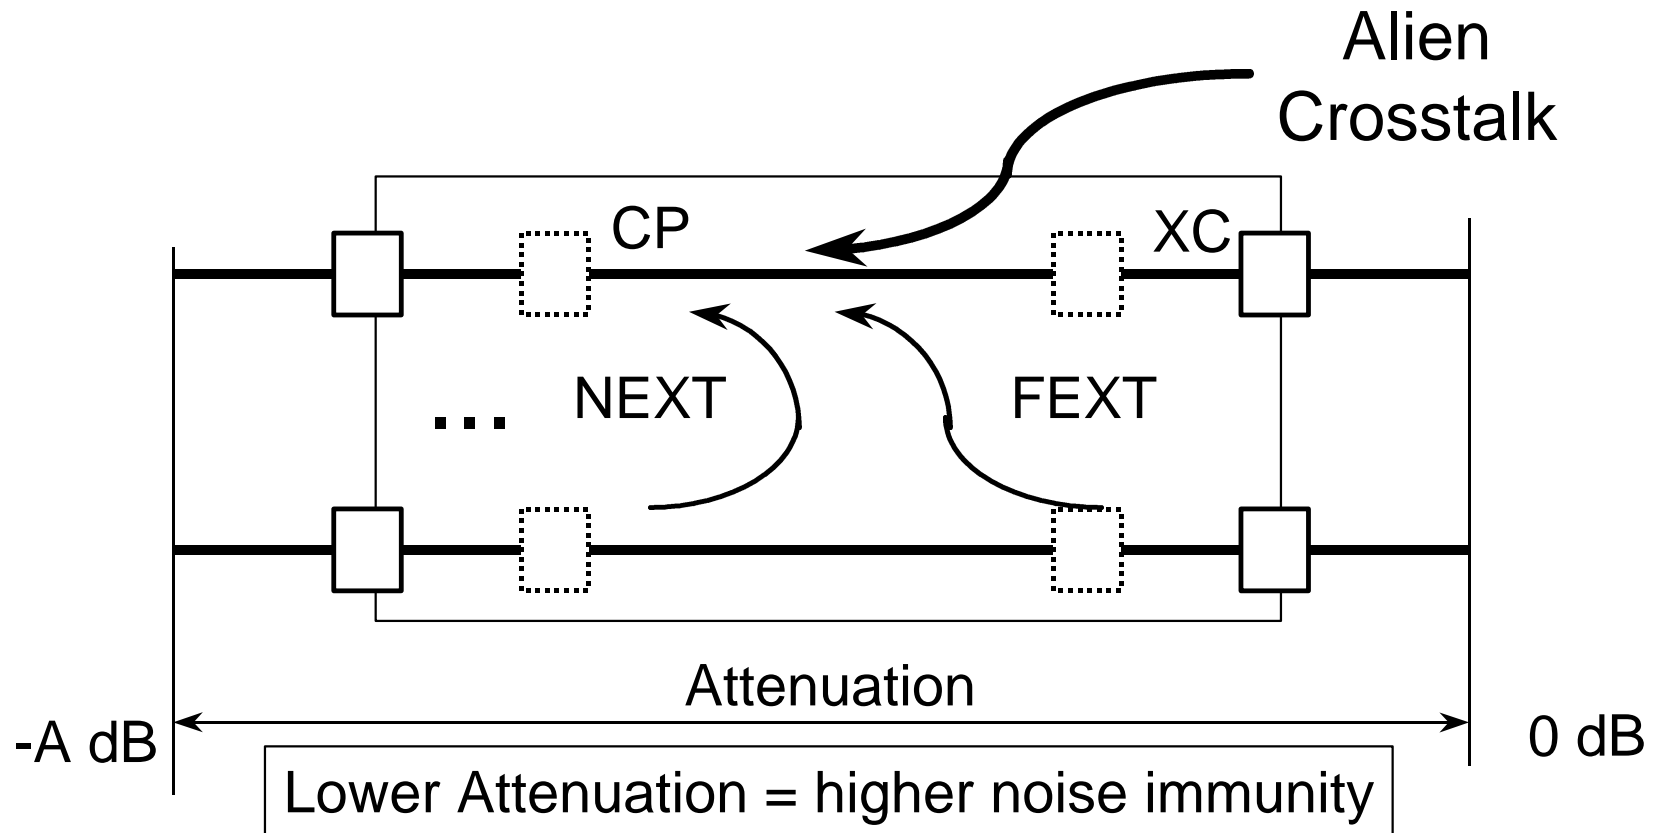 Alien
Crosstalk
CP
XC
NEXT
FEXT
...
Attenuation
-A dB
0 dB
Lower Attenuation = higher noise immunity